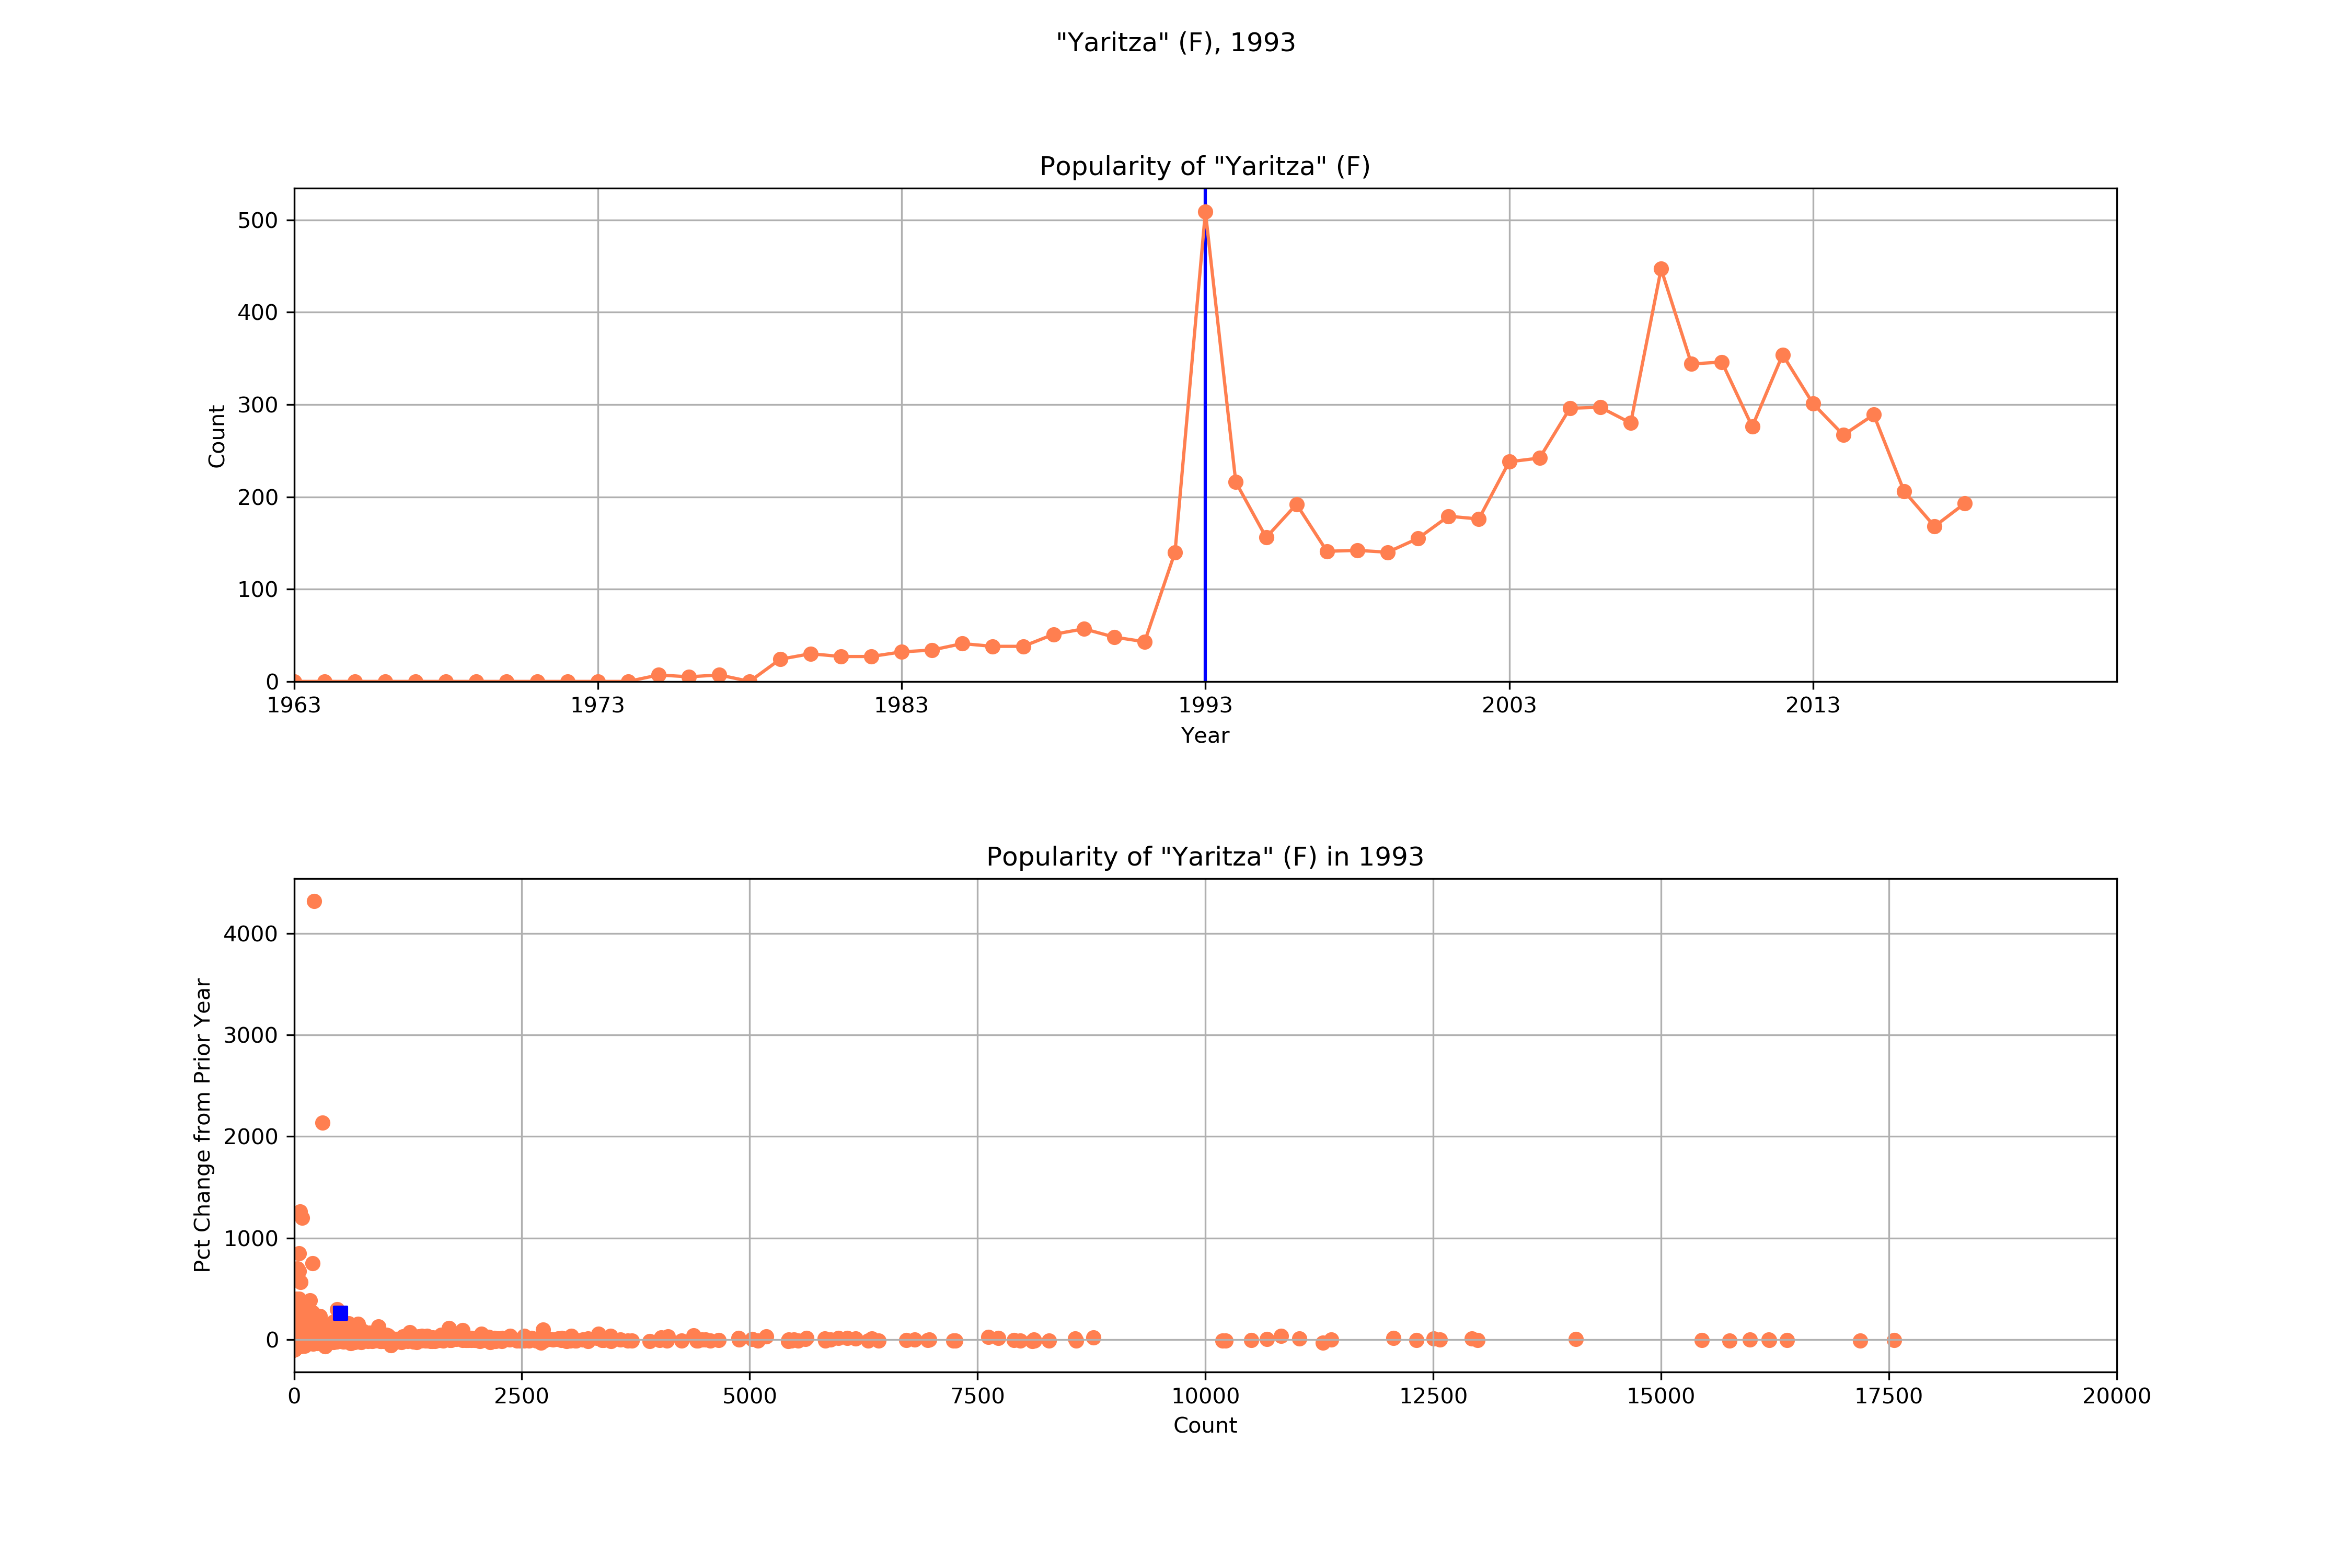 "Yaritza" (F), 1993
Popularity of "Yaritza" (F)
500
400
300
200
100
0
Count
1963 1973 1983 1993 2003 2013
Year
Popularity of "Yaritza" (F) in 1993
4000
3000
2000
1000
0
Pct Change from Prior Year
0 2500 5000 7500 10000 12500 15000 17500 20000
Count